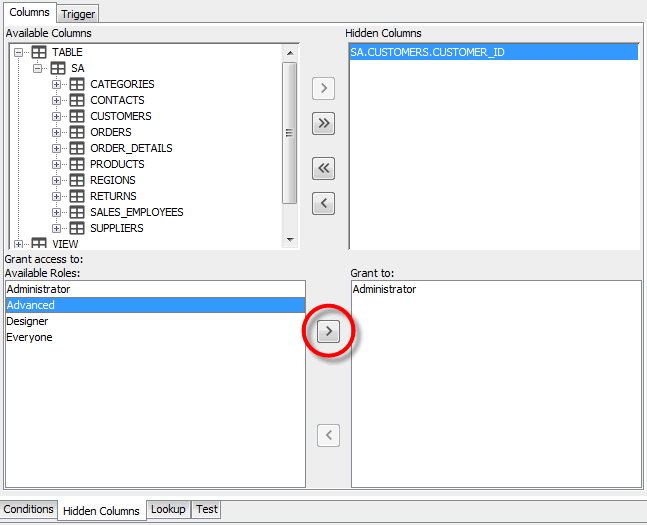 Columns Trigger
Available Columns
Hidden Columns
TABLE
SA
CATEGORIES
CONTACTS
CUSTOMERS
ORDERS
ORDER_DETAILS
PRODUCTS
REGIONS
RETURNS
SALES_EMPLOYEES
SUPPLIERS
VIEW
SA.CUSTOMERS.CUSTOMER_ID
Grant access to:
Available Roles:
Administrator
Advanced
Designer
Everyone
Grant to:
Administrator
Conditions Hidden Columns Lookup Test